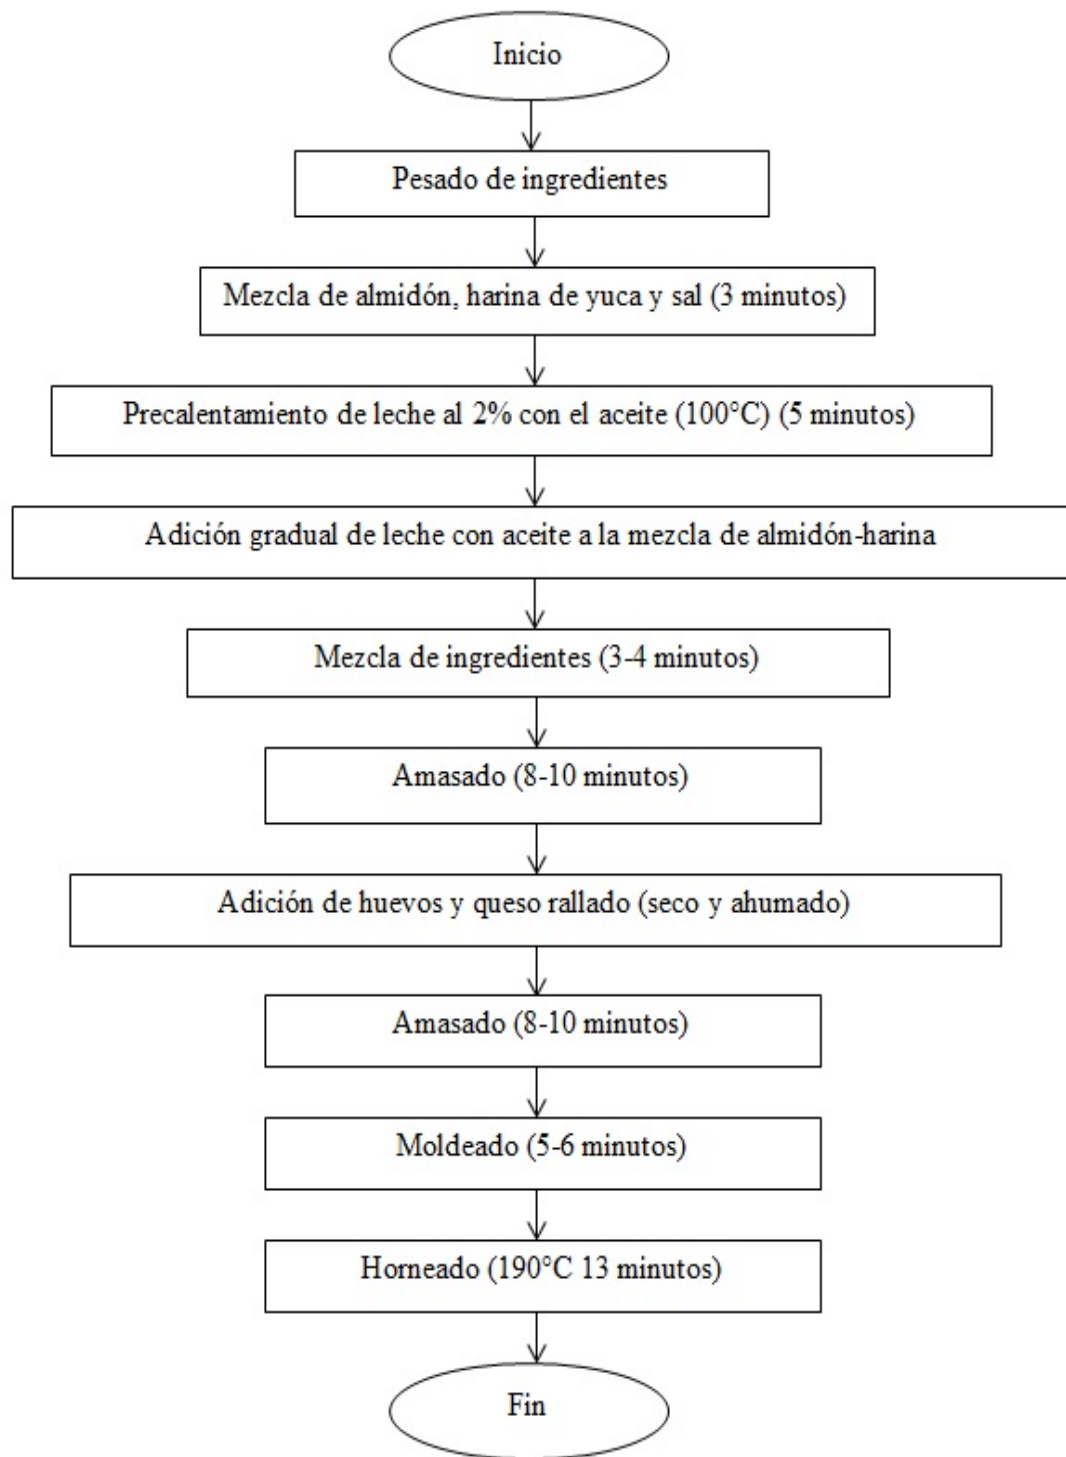 Inicio
Pesado de ingredientes
Mezcla de almidón, harina de yuca y sal (3 minutos)
Precalentamiento de leche al 2% con el aceite (100°C) (5 minutos)
Adición gradual de leche con aceite a la mezcla de almidón-harina
Mezcla de ingredientes (3-4 minutos)
Amasado (8-10 minutos)
Adición de huevos y queso rallado (seco y ahumado)
Amasado (8-10 minutos)
Moldeado (5-6 minutos)
Horneado (190°C 13 minutos)
Fin